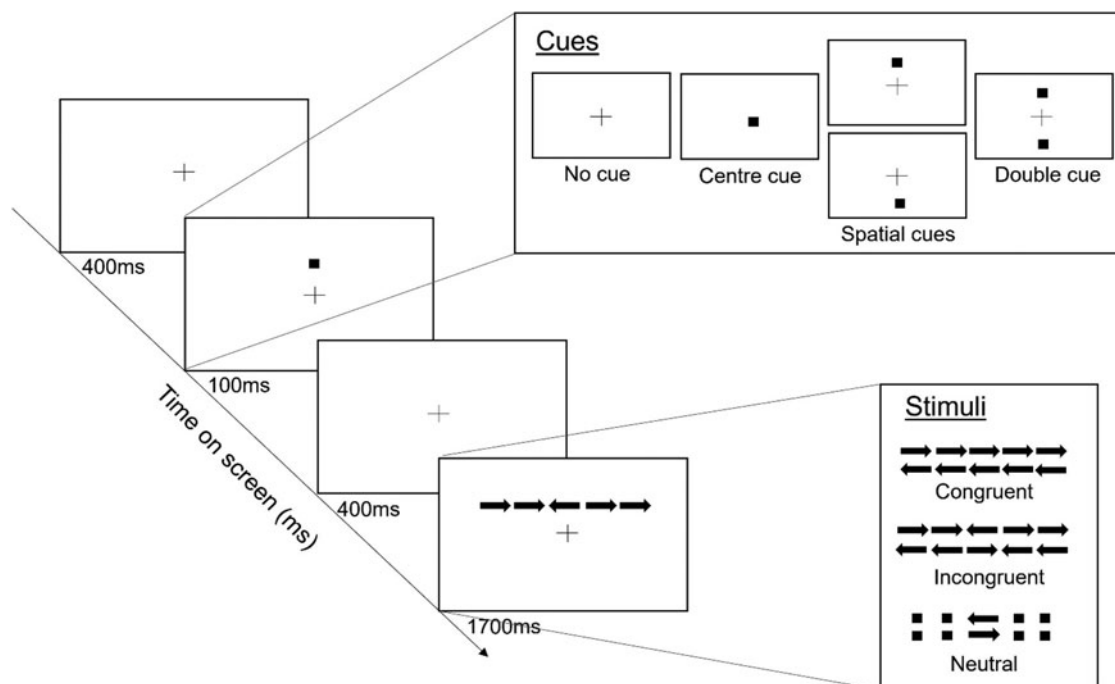 Cues
No cue
Centre cue
Spatial cues
Double cue
400ms
100ms
400ms
1700ms
Time on screen (ms)
Stimuli
Congruent
Incongruent
Neutral